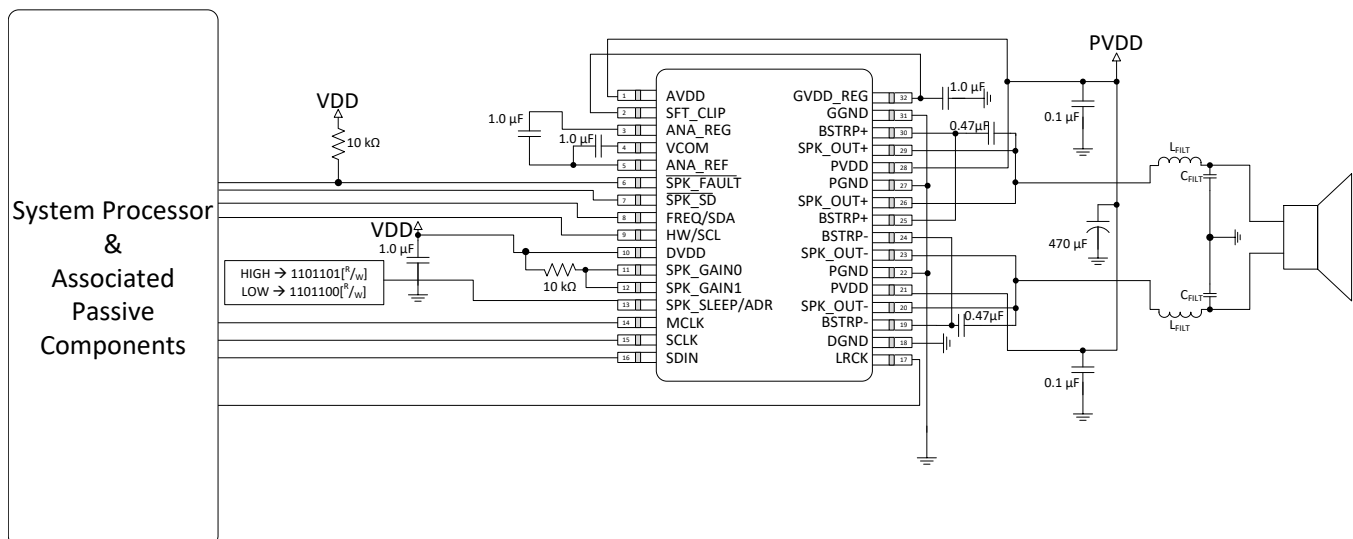 System Processor
&
Associated
Passive
Components
VDD
10 kΩ
1.0 µF
1.0 µF
VDD
1.0 µF
HIGH → 1101101[R/W]
LOW → 1101100[R/W]
10 kΩ
1 AVDD
2 SFT_CLIP
3 ANA_REG
4 VCOM
5 ANA_REF
6 SPK_FAULT
7 SPK_SD
8 FREQ/SDA
9 HW/SCL
10 DVDD
11 SPK_GAIN0
12 SPK_GAIN1
13 SPK_SLEEP/ADR
14 MCLK
15 SCLK
16 SDIN
GVDD_REG 32
GGND 31
BSTRP+ 30
SPK_OUT+ 29
PVDD 28
PGND 27
SPK_OUT+ 26
BSTRP+ 25
BSTRP- 24
SPK_OUT- 23
PGND 22
PVDD 21
SPK_OUT- 20
BSTRP- 19
DGND 18
LRCK 17
1.0 µF
0.47µF
0.47µF
PVDD
0.1 µF
470 µF
0.1 µF
LFILT
CFILT
CFILT
LFILT